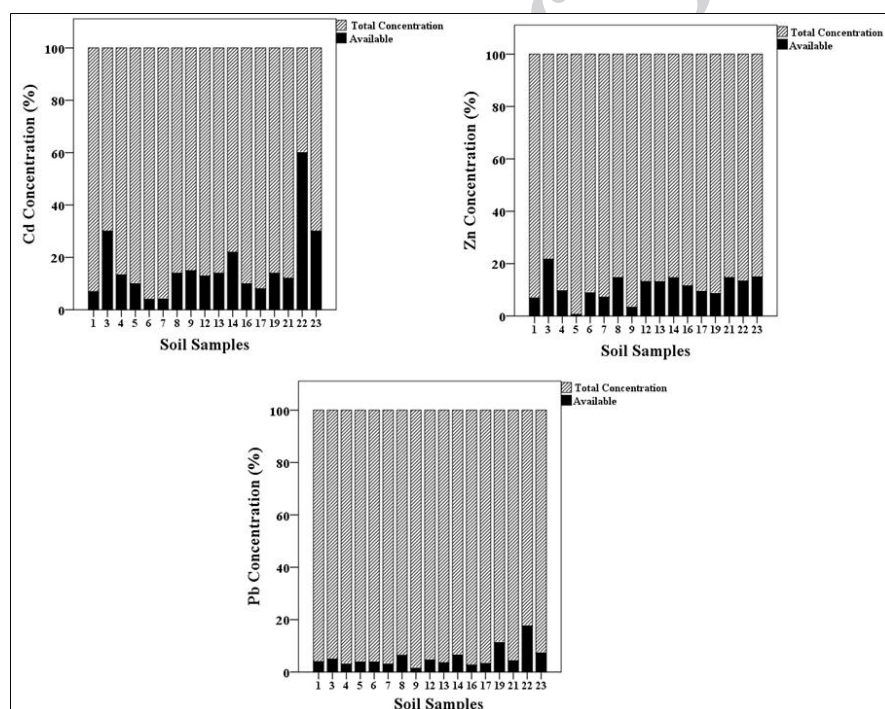 Total Concentration
Available
100
80
60
40
20
0
Cd Concentration (%)
1 3 4 5 6 7 8 9 12 13 14 16 17 19 21 22 23
Soil Samples
Total Concentration
Available
100
80
60
40
20
0
Zn Concentration (%)
1 3 4 5 6 7 8 9 12 13 14 16 17 19 21 22 23
Soil Samples
Total Concentration
Available
100
80
60
40
20
0
Pb Concentration (%)
1 3 4 5 6 7 8 9 12 13 14 16 17 19 21 22 23
Soil Samples